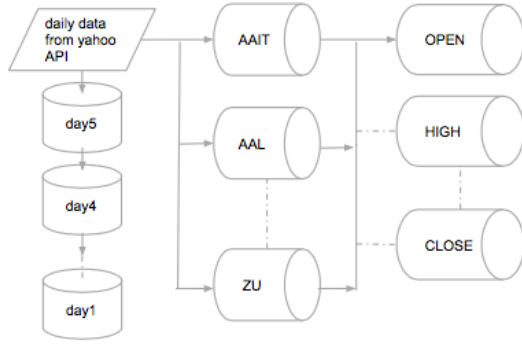 daily data
from yahoo
API
AAIT
OPEN
day5
AAL
HIGH
day4
CLOSE
ZU
day1